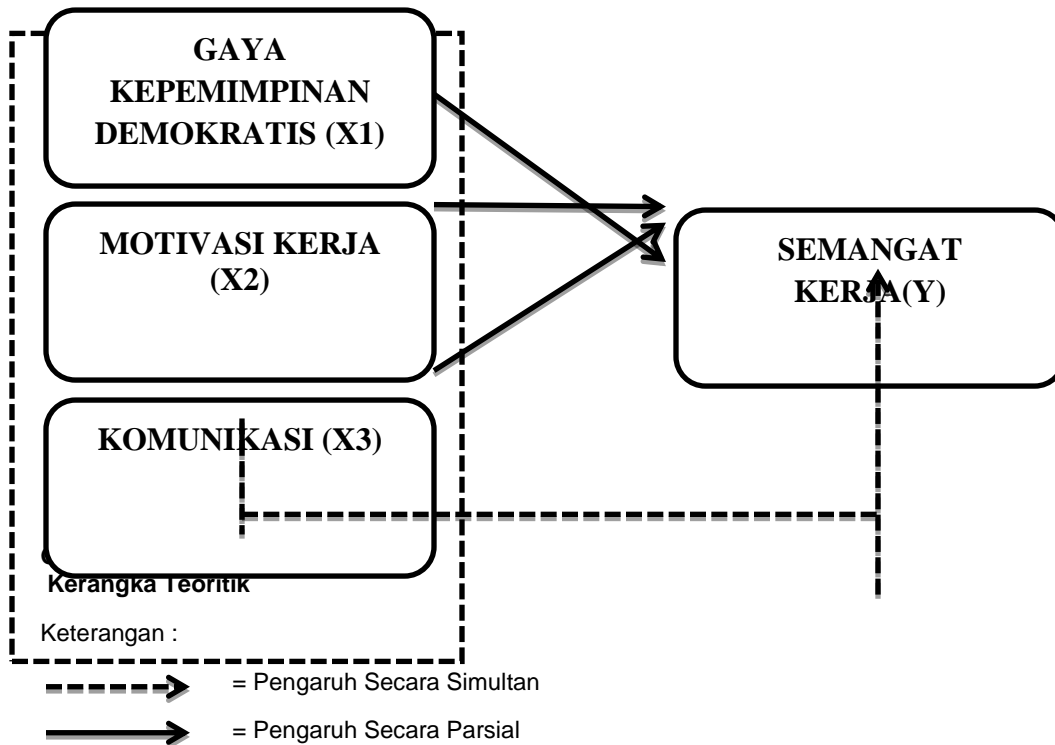 GAYA
KEPEMIMPINAN
DEMOKRATIS (X1)
MOTIVASI KERJA
(X2)
SEMANGAT
KERJA(Y)
KOMUNIKASI (X3)
Kerangka Teoritik
Keterangan :
= Pengaruh Secara Simultan
= Pengaruh Secara Parsial